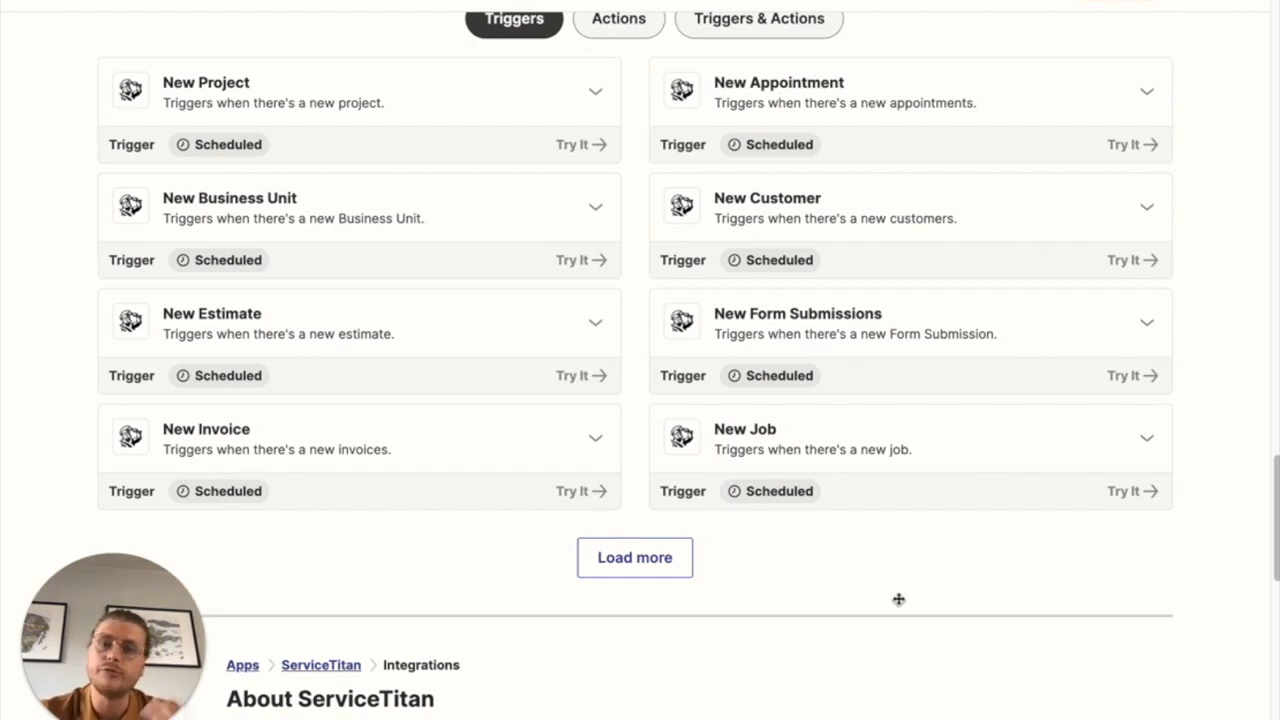 Triggers
Actions
Triggers & Actions
New Project
Triggers when there's a new project.
Trigger
Scheduled
Try It
New Appointment
Triggers when there's a new appointments.
Trigger
Scheduled
Try It
New Business Unit
Triggers when there's a new Business Unit.
Trigger
Scheduled
Try It
New Customer
Triggers when there's a new customers.
Trigger
Scheduled
Try It
New Estimate
Triggers when there's a new estimate.
Trigger
Scheduled
Try It
New Form Submissions
Triggers when there's a new Form Submission.
Trigger
Scheduled
Try It
New Invoice
Triggers when there's a new invoices.
Trigger
Scheduled
Try It
New Job
Triggers when there's a new job.
Trigger
Scheduled
Try It
Load more
Apps
ServiceTitan
Integrations
About ServiceTitan